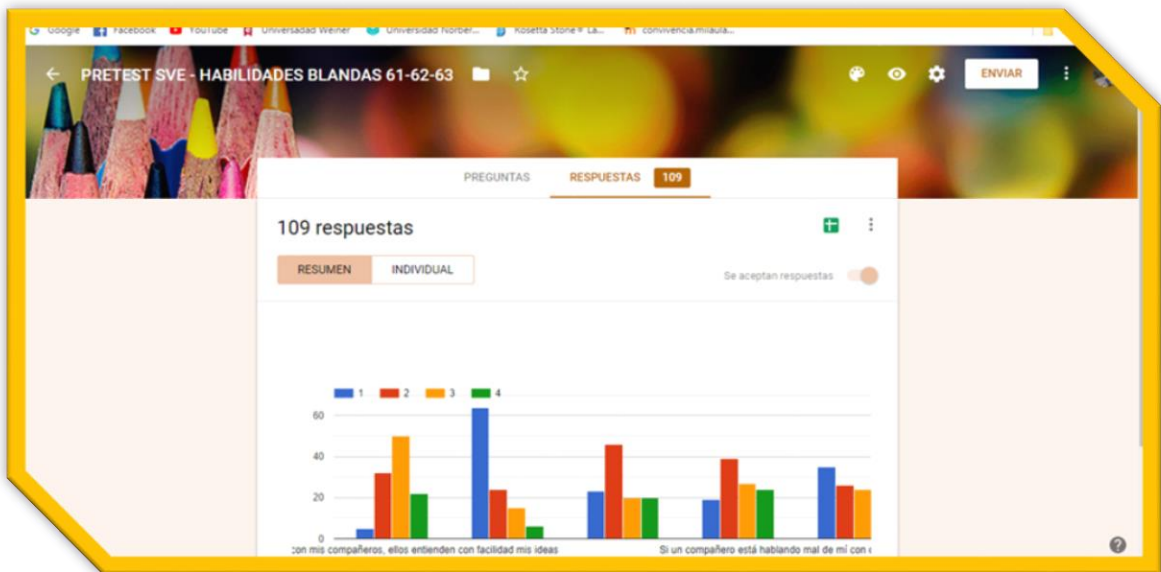 Google Facebook YouTube Universidad Weiner Universidad Norber... Rosetta Stone® La... convivencia.milaula...
PRETEST SVE - HABILIDADES BLANDAS 61-62-63
ENVIAR
PREGUNTAS RESPUESTAS 109
109 respuestas
RESUMEN INDIVIDUAL
Se aceptan respuestas
1 2 3 4
60
40
20
0
con mis compañeros, ellos entienden con facilidad mis ideas
Si un compañero está hablando mal de mí con